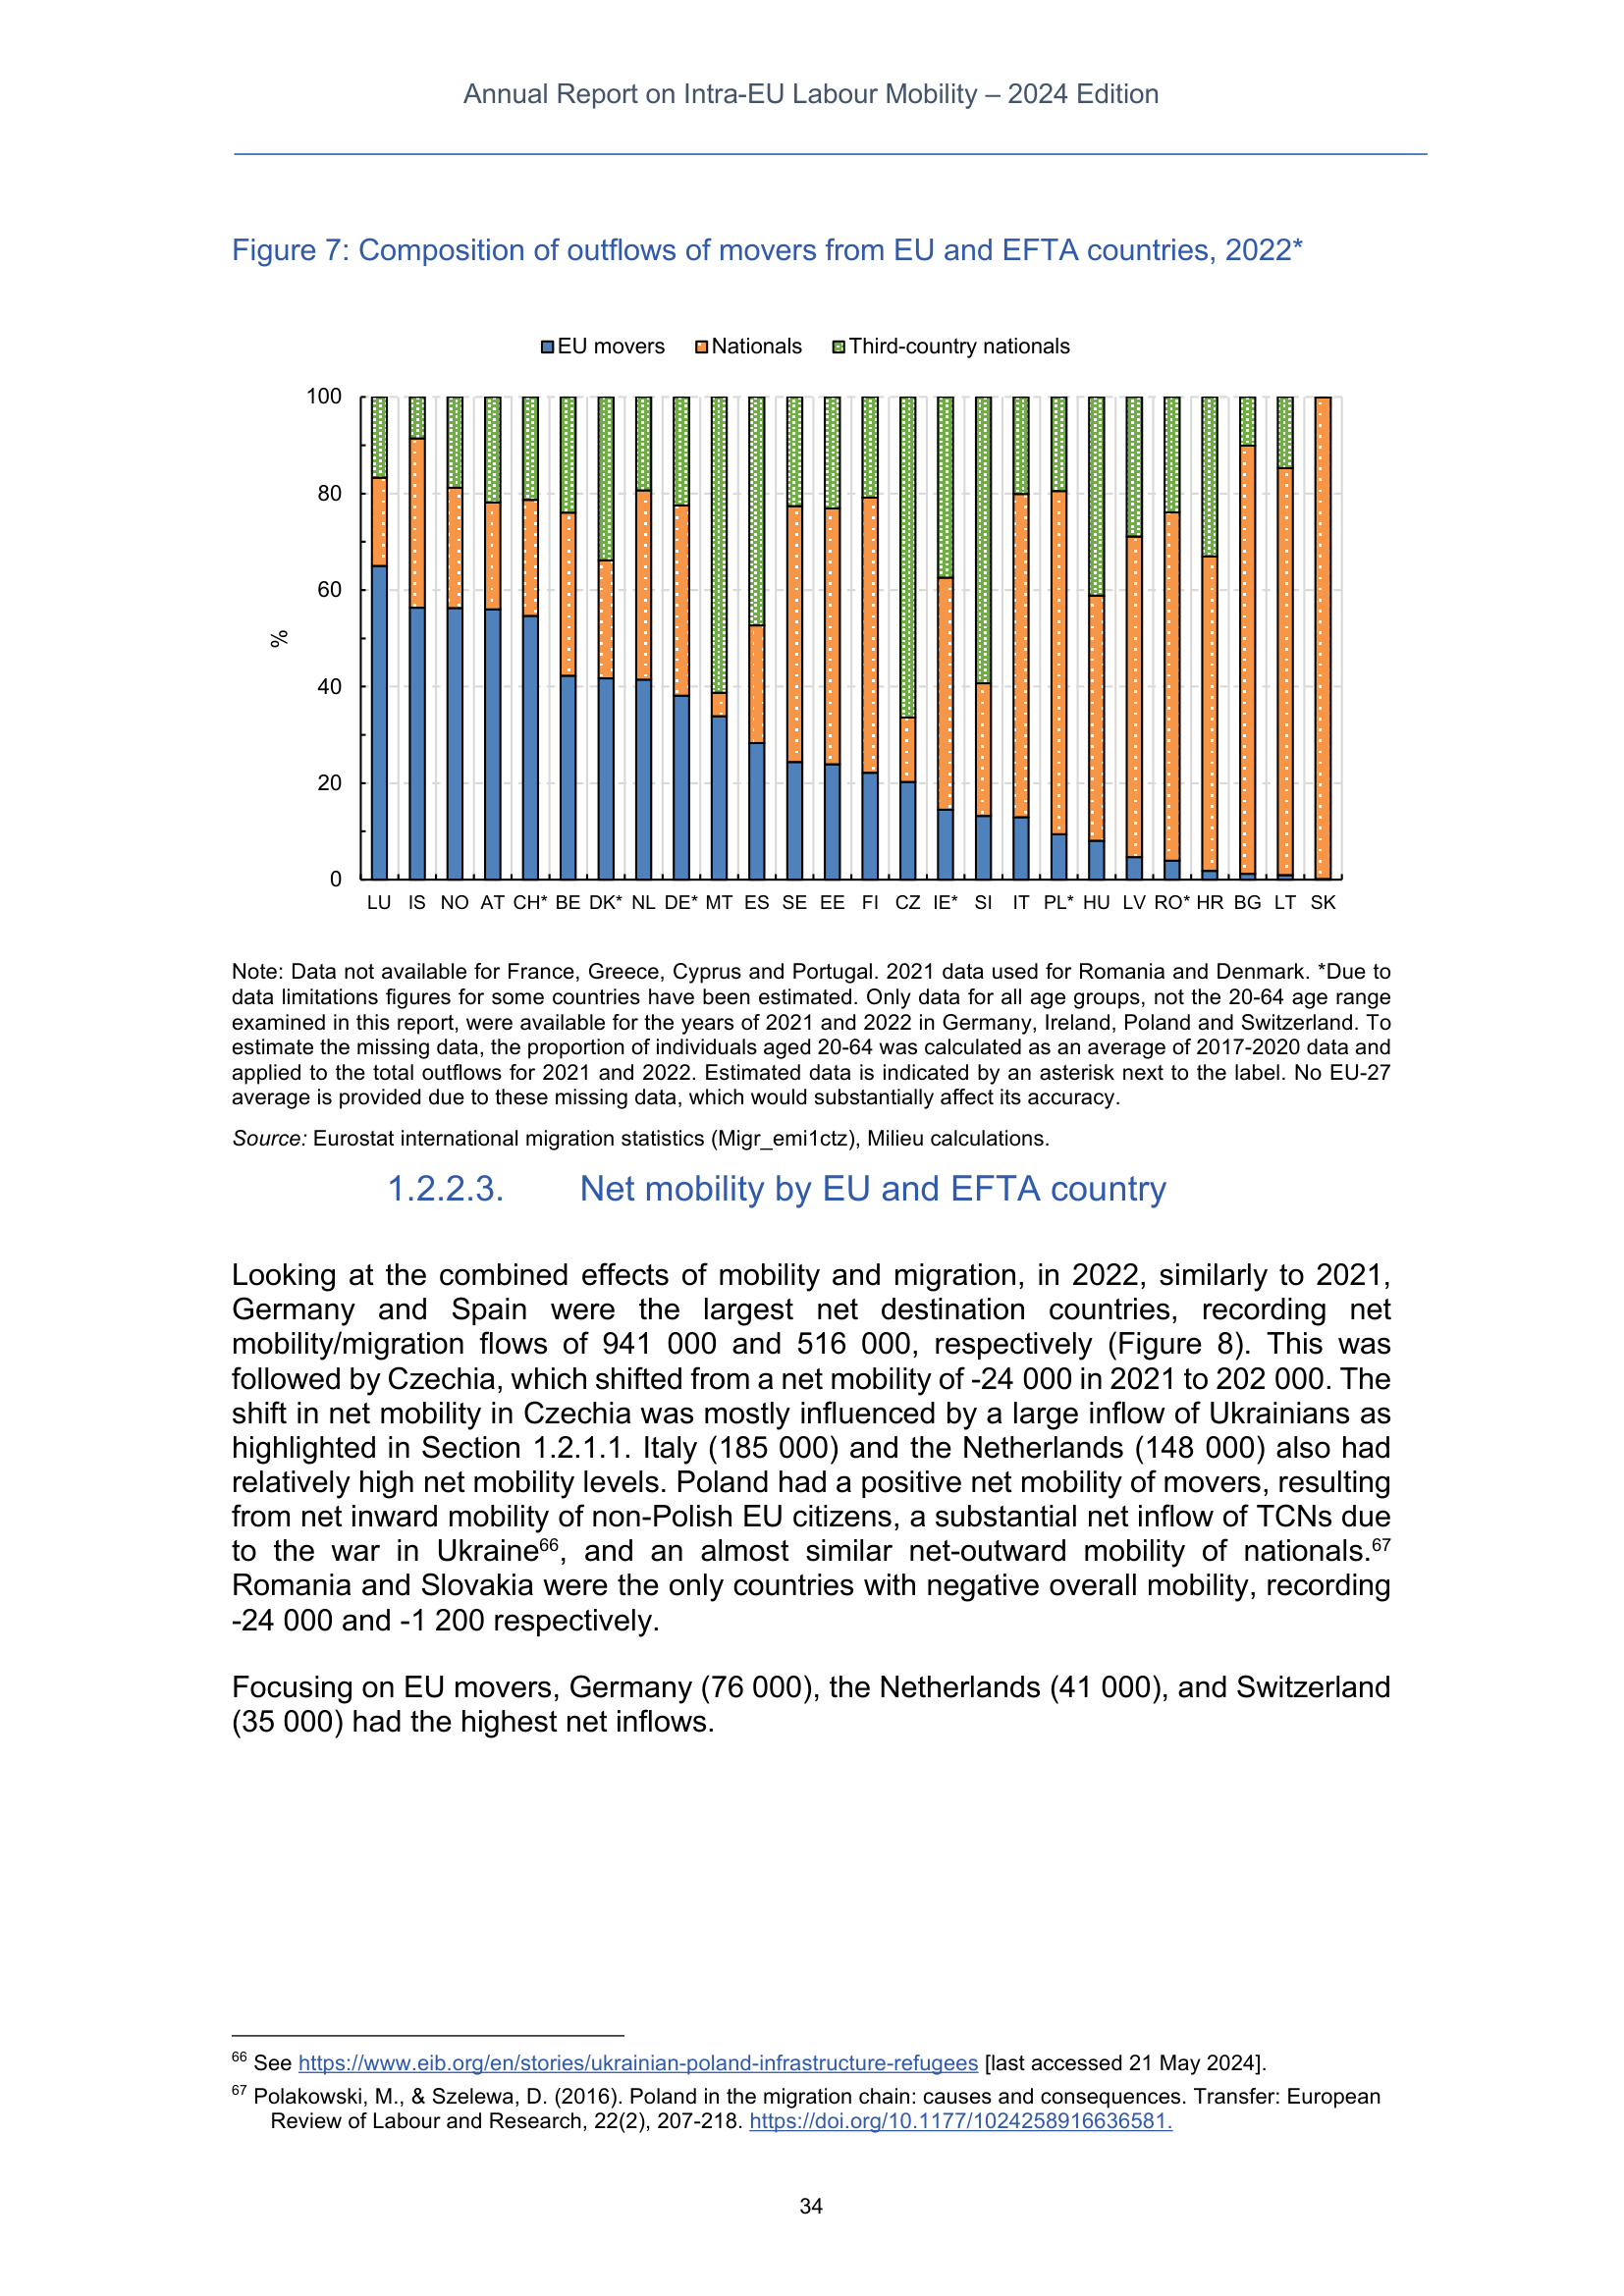 Annual Report on Intra-EU Labour Mobility – 2024 Edition
Figure 7: Composition of outflows of movers from EU and EFTA countries, 2022*
EU movers Nationals Third-country nationals
100
80
60
%
40
20
0
LU IS NO AT CH* BE DK* NL DE* MT ES SE EE FI CZ IE* SI IT PL* HU LV RO* HR BG LT SK
Note: Data not available for France, Greece, Cyprus and Portugal. 2021 data used for Romania and Denmark. *Due to
data limitations figures for some countries have been estimated. Only data for all age groups, not the 20-64 age range
examined in this report, were available for the years of 2021 and 2022 in Germany, Ireland, Poland and Switzerland. To
estimate the missing data, the proportion of individuals aged 20-64 was calculated as an average of 2017-2020 data and
applied to the total outflows for 2021 and 2022. Estimated data is indicated by an asterisk next to the label. No EU-27
average is provided due to these missing data, which would substantially affect its accuracy.
Source: Eurostat international migration statistics (Migr_emi1ctz), Milieu calculations.
1.2.2.3. Net mobility by EU and EFTA country
Looking at the combined effects of mobility and migration, in 2022, similarly to 2021,
Germany and Spain were the largest net destination countries, recording net
mobility/migration flows of 941 000 and 516 000, respectively (Figure 8). This was
followed by Czechia, which shifted from a net mobility of -24 000 in 2021 to 202 000. The
shift in net mobility in Czechia was mostly influenced by a large inflow of Ukrainians as
highlighted in Section 1.2.1.1. Italy (185 000) and the Netherlands (148 000) also had
relatively high net mobility levels. Poland had a positive net mobility of movers, resulting
from net inward mobility of non-Polish EU citizens, a substantial net inflow of TCNs due
to the war in Ukraine66, and an almost similar net-outward mobility of nationals.67
Romania and Slovakia were the only countries with negative overall mobility, recording
-24 000 and -1 200 respectively.
Focusing on EU movers, Germany (76 000), the Netherlands (41 000), and Switzerland
(35 000) had the highest net inflows.
66 See https://www.eib.org/en/stories/ukrainian-poland-infrastructure-refugees [last accessed 21 May 2024].
67 Polakowski, M., & Szelewa, D. (2016). Poland in the migration chain: causes and consequences. Transfer: European
Review of Labour and Research, 22(2), 207-218. https://doi.org/10.1177/1024258916636581.
34